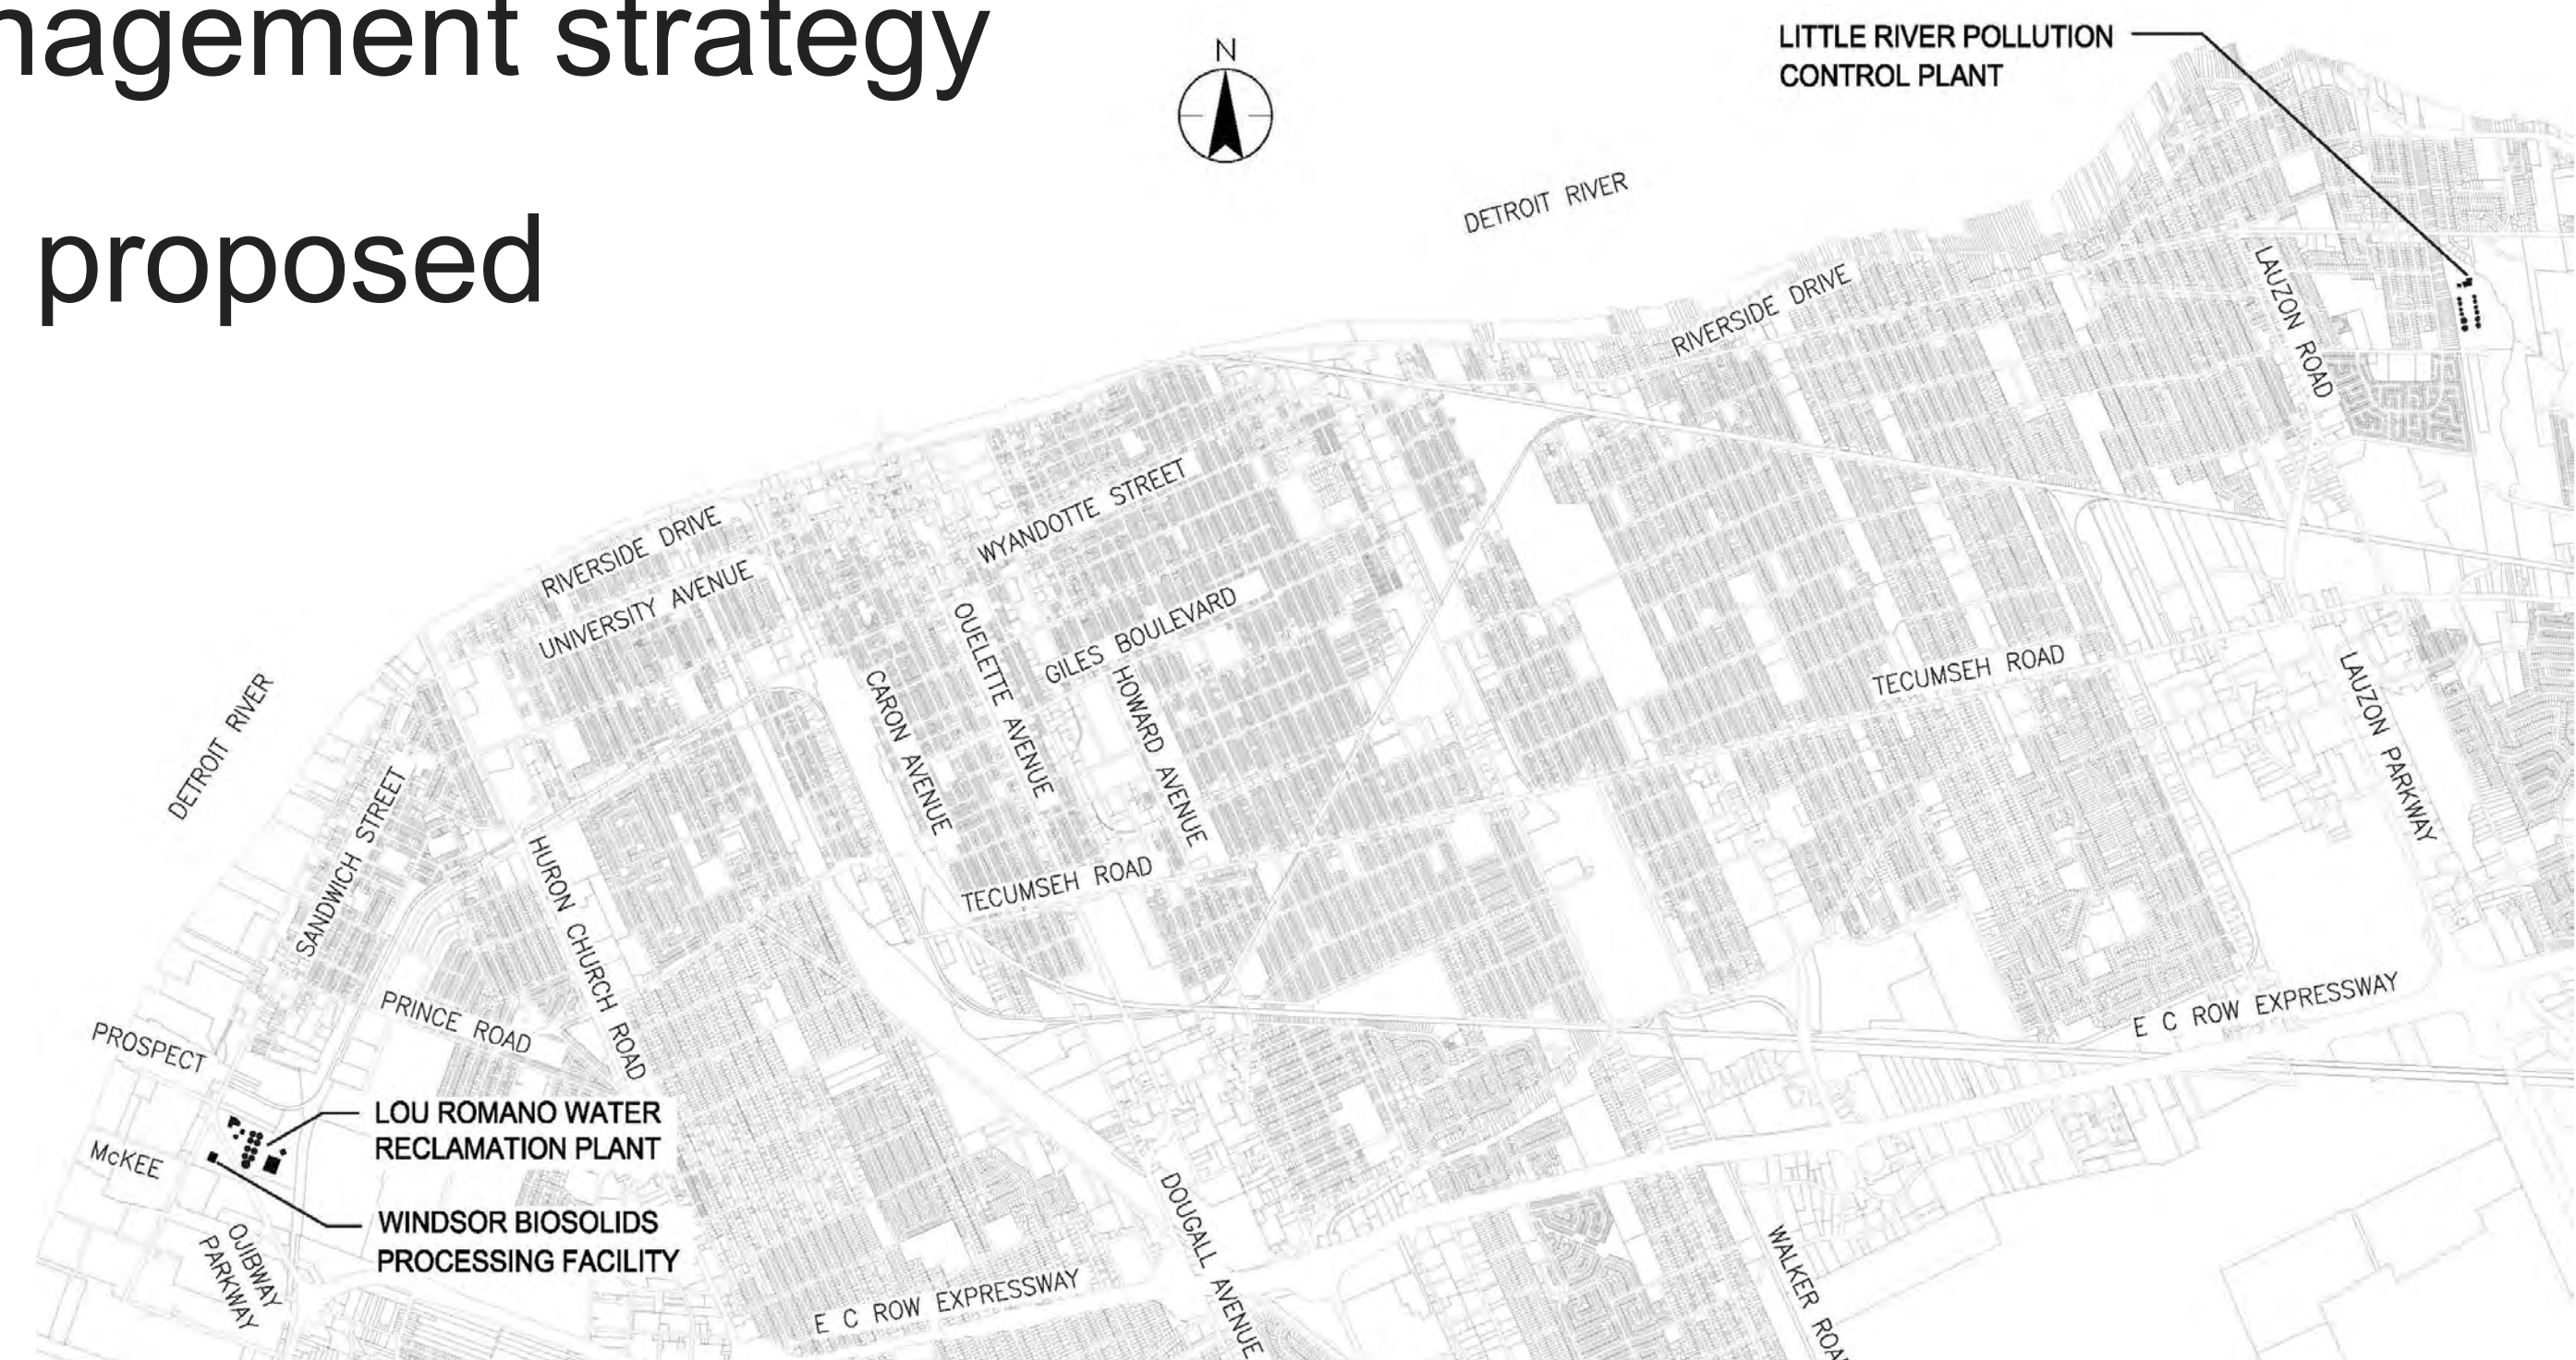 nagement strategy
proposed
N
LITTLE RIVER POLLUTION
CONTROL PLANT
DETROIT RIVER
RIVERSIDE DRIVE
LAUZON ROAD
WYANDOTTE STREET
RIVERSIDE DRIVE
UNIVERSITY AVENUE
OUELETTE AVENUE
GILES BOULEVARD
HOWARD AVENUE
CARON AVENUE
TECUMSEH ROAD
LAUZON PARKWAY
DETROIT RIVER
SANDWICH STREET
HURON CHURCH ROAD
TECUMSEH ROAD
PRINCE ROAD
E C ROW EXPRESSWAY
PROSPECT
LOU ROMANO WATER
RECLAMATION PLANT
McKEE
WINDSOR BIOSOLIDS
PROCESSING FACILITY
OJIBWAY
PARKWAY
DOUGALL AVENUE
WALKER ROA
E C ROW EXPRESSWAY